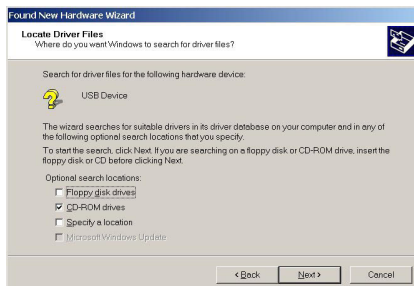 Found New Hardware Wizard
Locate Driver Files
Where do you want Windows to search for driver files?
Search for driver files for the following hardware device:
USB Device
The wizard searches for suitable drivers in its driver database on your computer and in any of
the following optional search locations that you specify.
To start the search, click Next. If you are searching on a floppy disk or CD-ROM drive, insert the
floppy disk or CD before clicking Next.
Optional search locations:
Floppy disk drives
CD-ROM drives
Specify a location
Microsoft Windows Update
< Back Next > Cancel